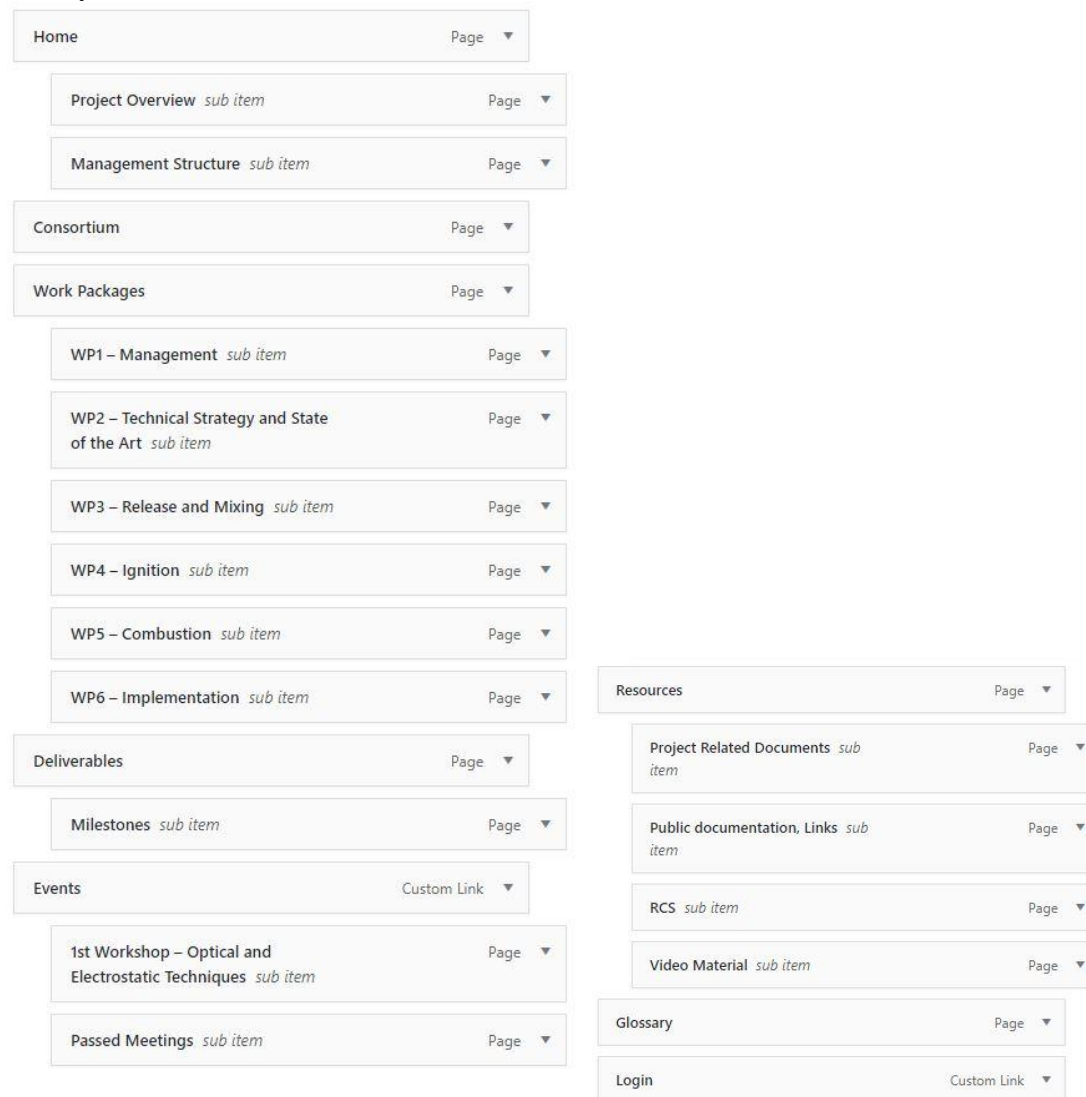 Home Page
Project Overview sub item Page
Management Structure sub item Page
Consortium Page
Work Packages Page
WP1 – Management sub item Page
WP2 – Technical Strategy and State Page
of the Art sub item
WP3 – Release and Mixing sub item Page
WP4 – Ignition sub item Page
WP5 – Combustion sub item Page
WP6 – Implementation sub item Page
Deliverables Page
Milestones sub item Page
Events Custom Link
1st Workshop – Optical and Page
Electrostatic Techniques sub item
Passed Meetings sub item Page
Resources Page
Project Related Documents sub Page
item
Public documentation, Links sub Page
item
RCS sub item Page
Video Material sub item Page
Glossary Page
Login Custom Link